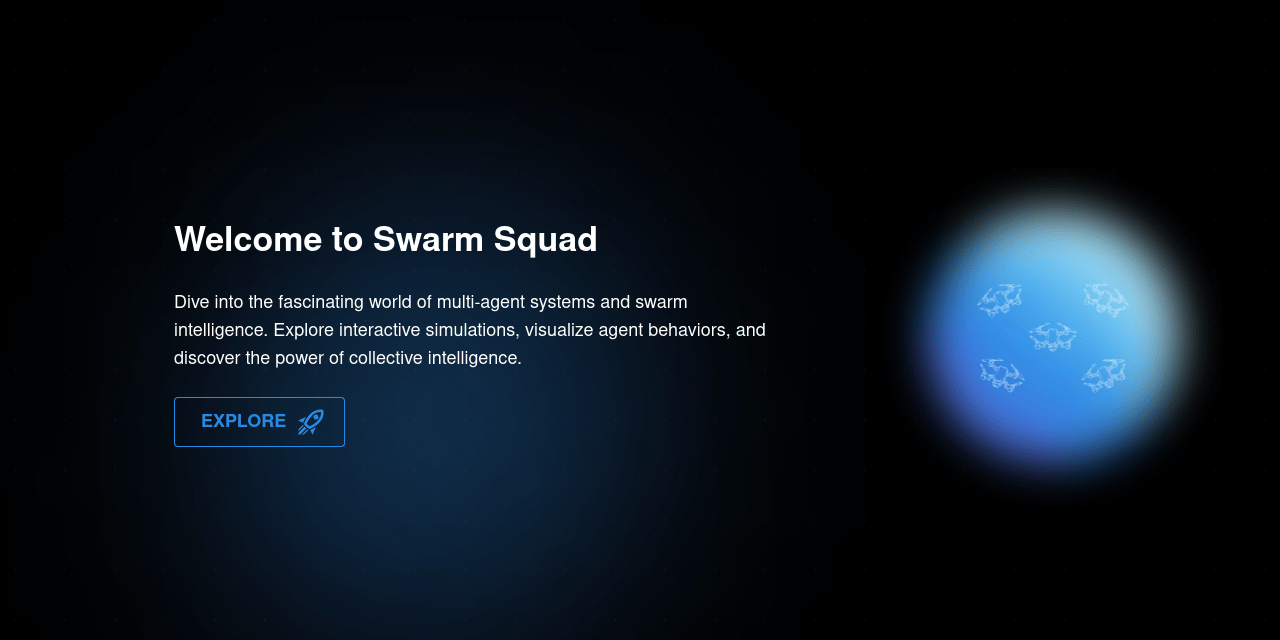 Welcome to Swarm Squad
Dive into the fascinating world of multi-agent systems and swarm
intelligence. Explore interactive simulations, visualize agent behaviors, and
discover the power of collective intelligence.
EXPLORE